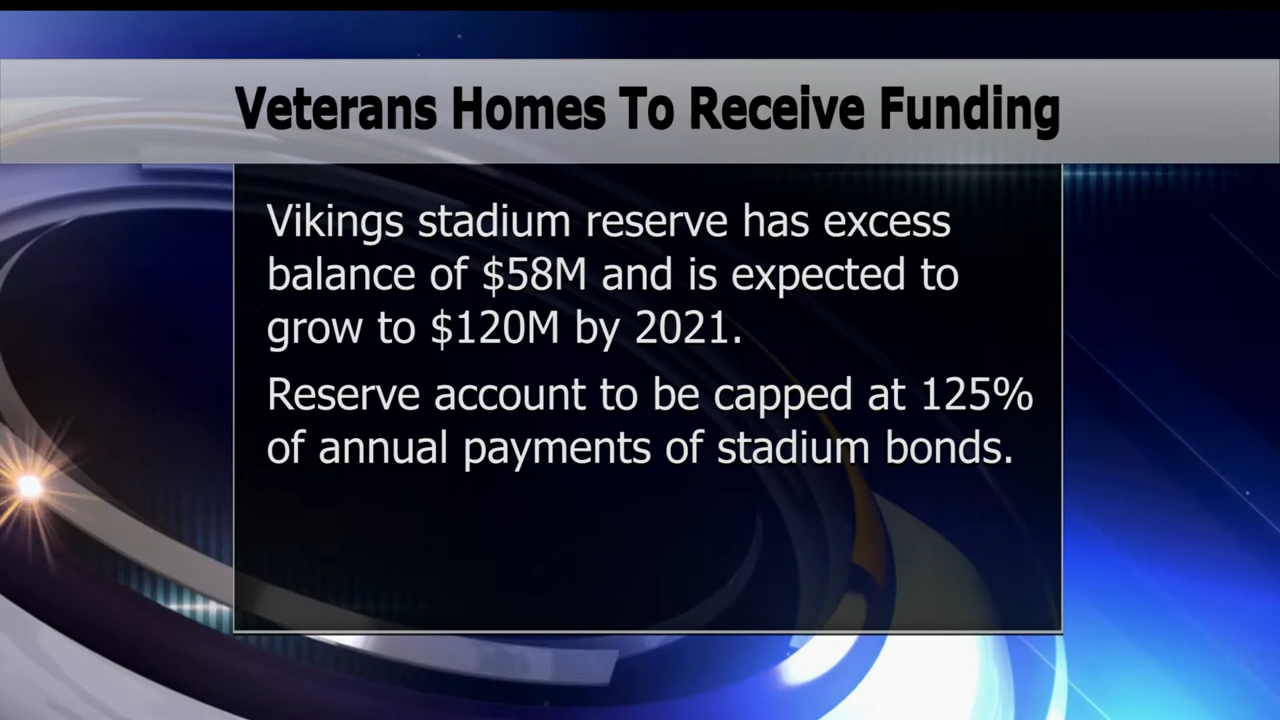 Veterans Homes To Receive Funding
Vikings stadium reserve has excess
balance of $58M and is expected to
grow to $120M by 2021.
Reserve account to be capped at 125%
of annual payments of stadium bonds.